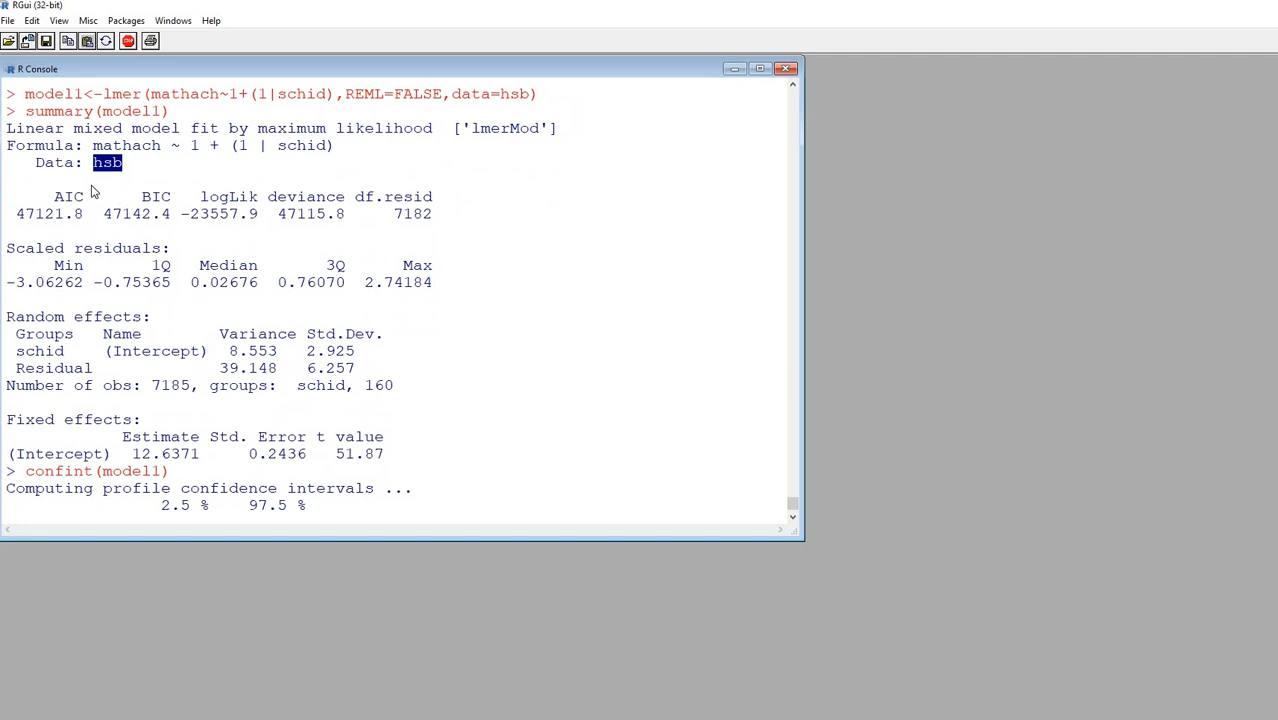 RGui (32-bit)
File Edit View Misc Packages Windows Help
STOP
R Console
> model1<-lmer(mathach~1+(1|schid),REML=FALSE,data=hsb)
> summary(model1)
Linear mixed model fit by maximum likelihood  ['lmerMod']
Formula: mathach ~ 1 + (1 | schid)
   Data: hsb
     AIC      BIC   logLik deviance df.resid
 47121.8  47142.4 -23557.9  47115.8     7182
Scaled residuals:
     Min       1Q   Median       3Q      Max
-3.06262 -0.75365  0.02676  0.76070  2.74184
Random effects:
 Groups   Name        Variance Std.Dev.
 schid    (Intercept)  8.553   2.925
 Residual             39.148   6.257
Number of obs: 7185, groups:  schid, 160
Fixed effects:
            Estimate Std. Error t value
(Intercept)  12.6371     0.2436   51.87
> confint(model1)
Computing profile confidence intervals ...
                2.5 %    97.5 %